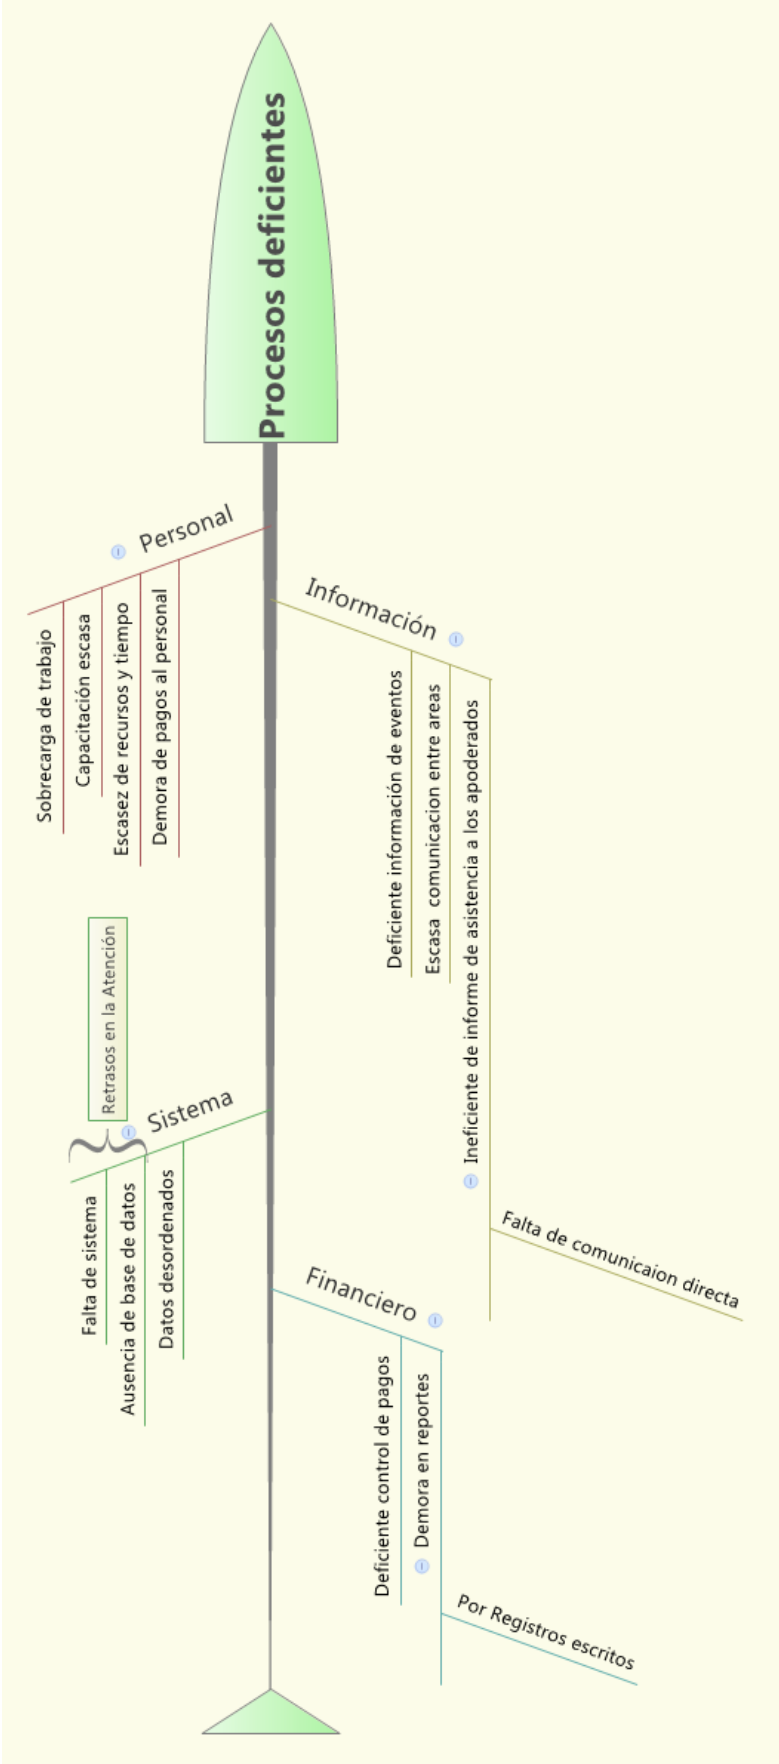 Procesos deficientes
Personal
Sobrecarga de trabajo
Capacitación escasa
Escasez de recursos y tiempo
Demora de pagos al personal
Información
Deficiente información de eventos
Escasa  comunicacion entre areas
Ineficiente de informe de asistencia a los apoderados
Falta de comunicaion directa
Sistema
Retrasos en la Atención
Falta de sistema
Ausencia de base de datos
Datos desordenados
Financiero
Deficiente control de pagos
Demora en reportes
Por Registros escritos